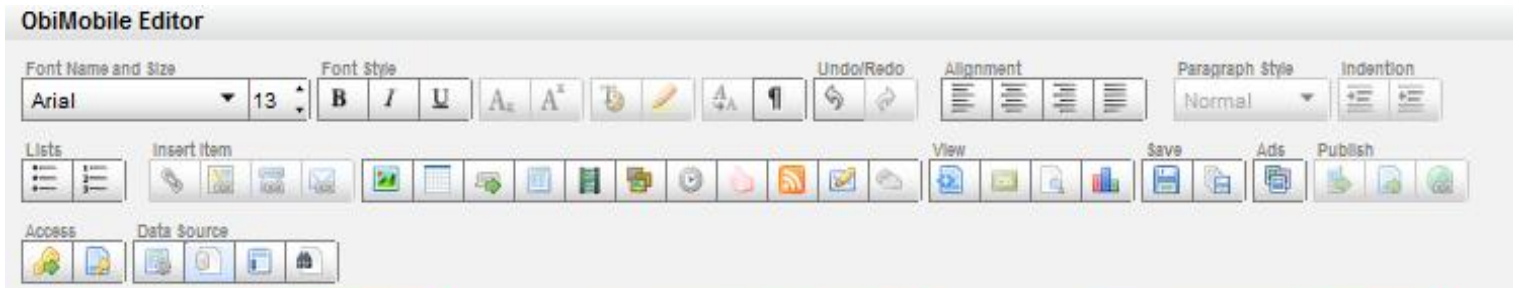 ObiMobile Editor
Font Name and Size Font Style Undo/Redo Alignment Paragraph Style Indention
Arial 13 B I U Normal
Lists Insert Item View Save Ads Publish
Access Data Source